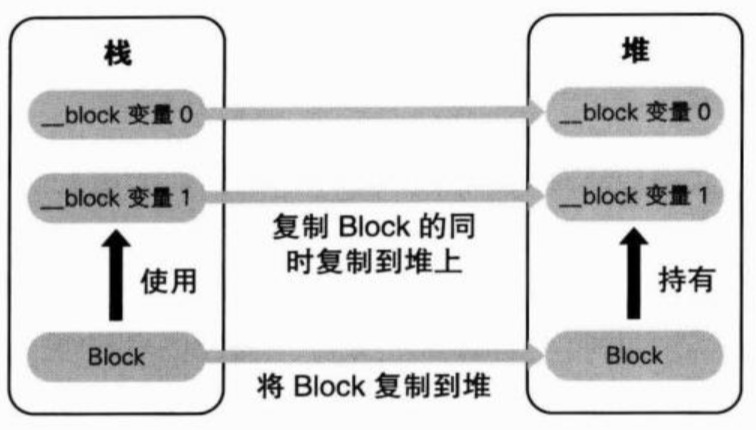 栈
堆
__block 变量 0
__block 变量 0
__block 变量 1
__block 变量 1
复制 Block 的同
时复制到堆上
使用
持有
Block
Block
将 Block 复制到堆